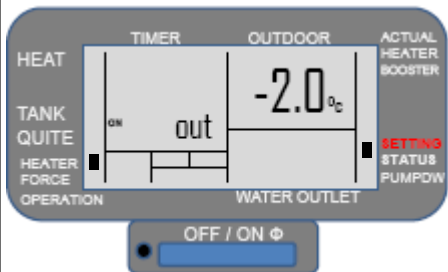 TIMER OUTDOOR ACTUAL
HEAT HEATER
BOOSTER
-2.0°c
TANK
ON out
QUITE SETTING
HEATER STATUS
FORCE PUMPDW
OPERATION WATER OUTLET
OFF / ON Φ